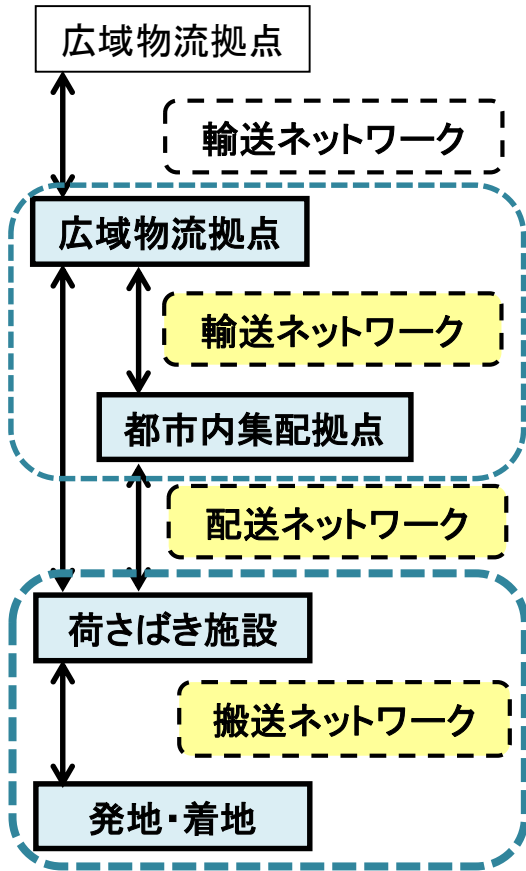 広域物流拠点
輸送ネットワーク
広域物流拠点
輸送ネットワーク
都市内集配拠点
配送ネットワーク
荷さばき施設
搬送ネットワーク
発地・着地